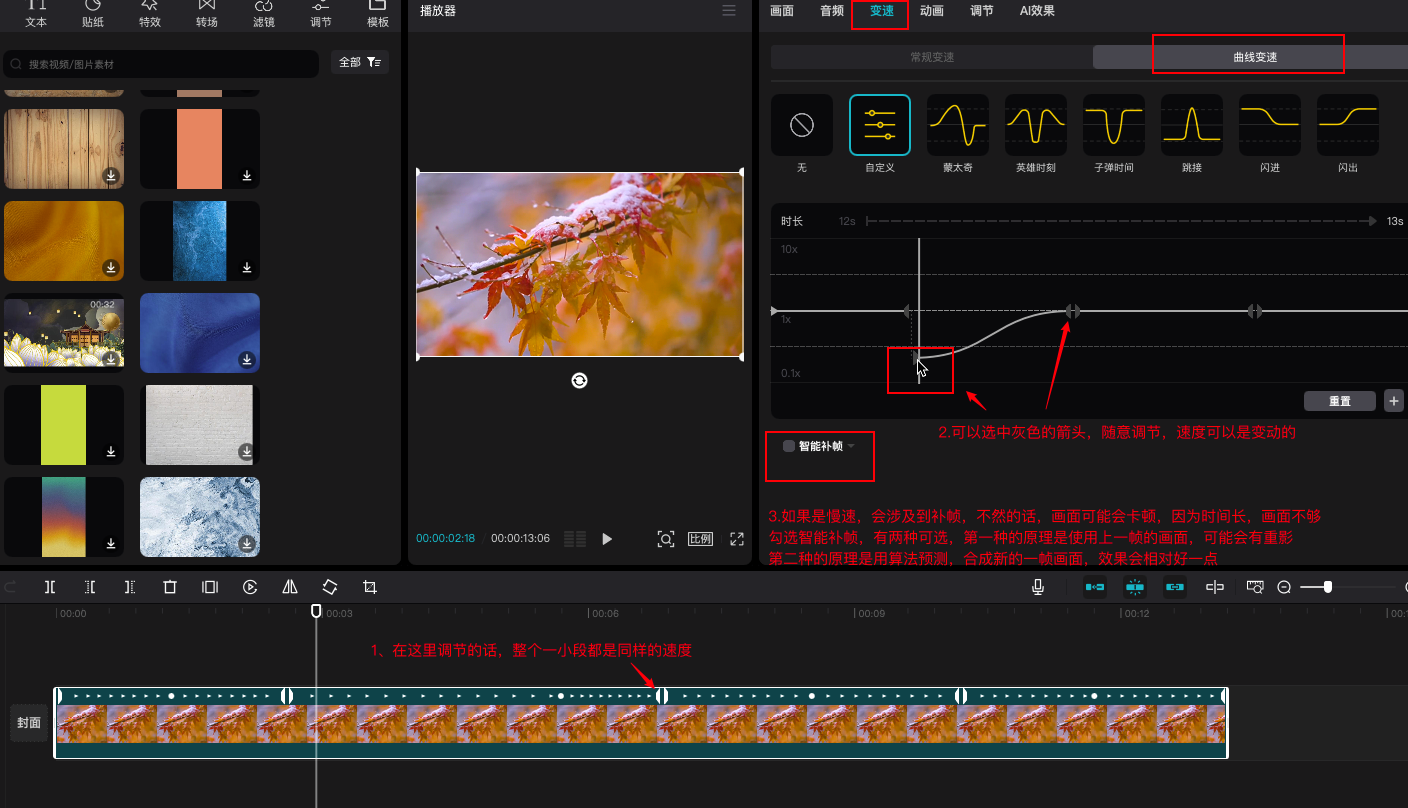 文本
贴纸
特效
转场
滤镜
调节
模板
搜索视频/图片素材
全部
00:32
播放器
00:00:02:18
00:00:13:06
比例
画面
音频
变速
动画
调节
AI效果
常规变速
曲线变速
无
自定义
蒙太奇
英雄时刻
子弹时间
跳接
闪进
闪出
时长
12s
13s
10x
1x
0.1x
重置
2.可以选中灰色的箭头，随意调节，速度可以是变动的
智能补帧
3.如果是慢速，会涉及到补帧，不然的话，画面可能会卡顿，因为时间长，画面不够
勾选智能补帧，有两种可选，第一种的原理是使用上一帧的画面，可能会有重影
第二种的原理是用算法预测，合成新的一帧画面，效果会相对好一点
00:00
00:03
00:06
00:09
00:12
1、在这里调节的话，整个一小段都是同样的速度
封面